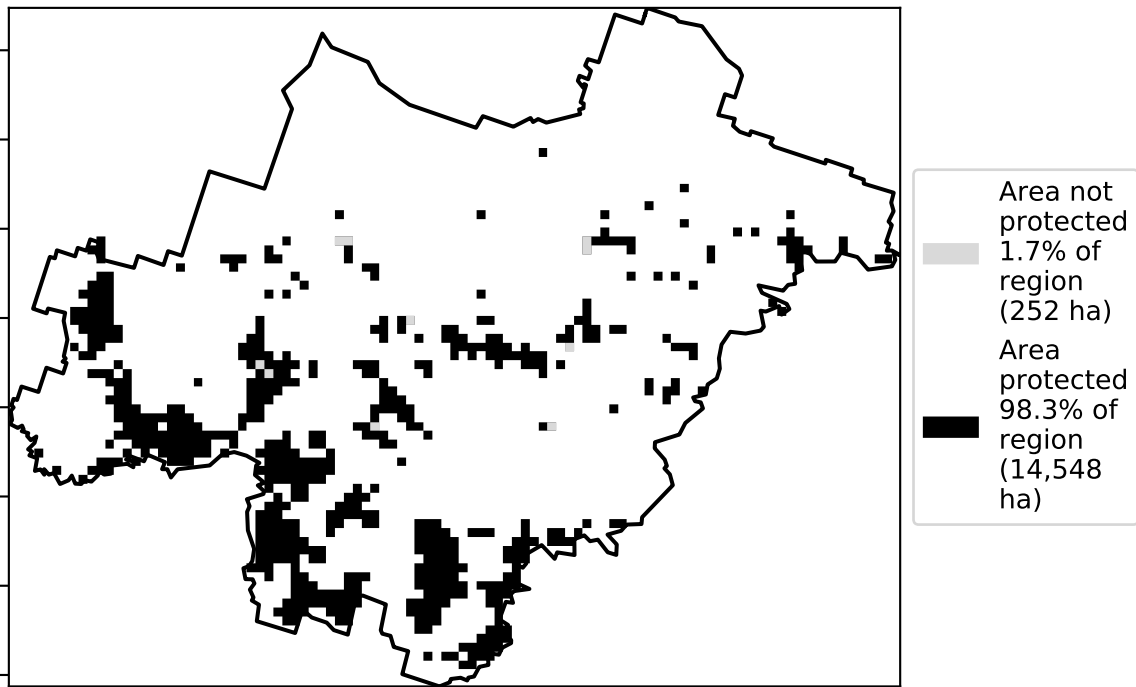 Area not
protected
1.7% of
region
(252 ha)
Area
protected
98.3% of
region
(14,548
ha)